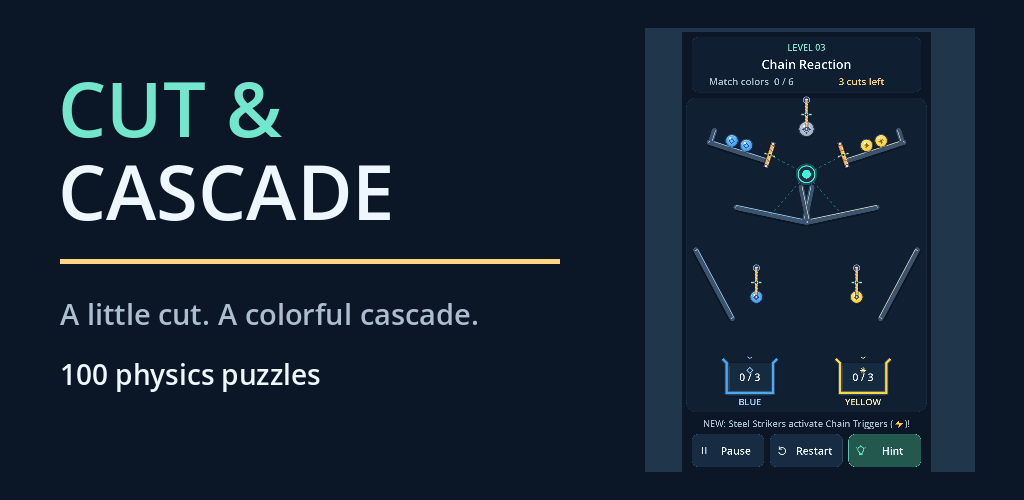 CUT &
CASCADE
A little cut. A colorful cascade.
100 physics puzzles
LEVEL 03
Chain Reaction
Match colors 0 / 6 3 cuts left
0 / 3 0 / 3
BLUE YELLOW
NEW: Steel Strikers activate Chain Triggers (⚡)!
Pause Restart Hint